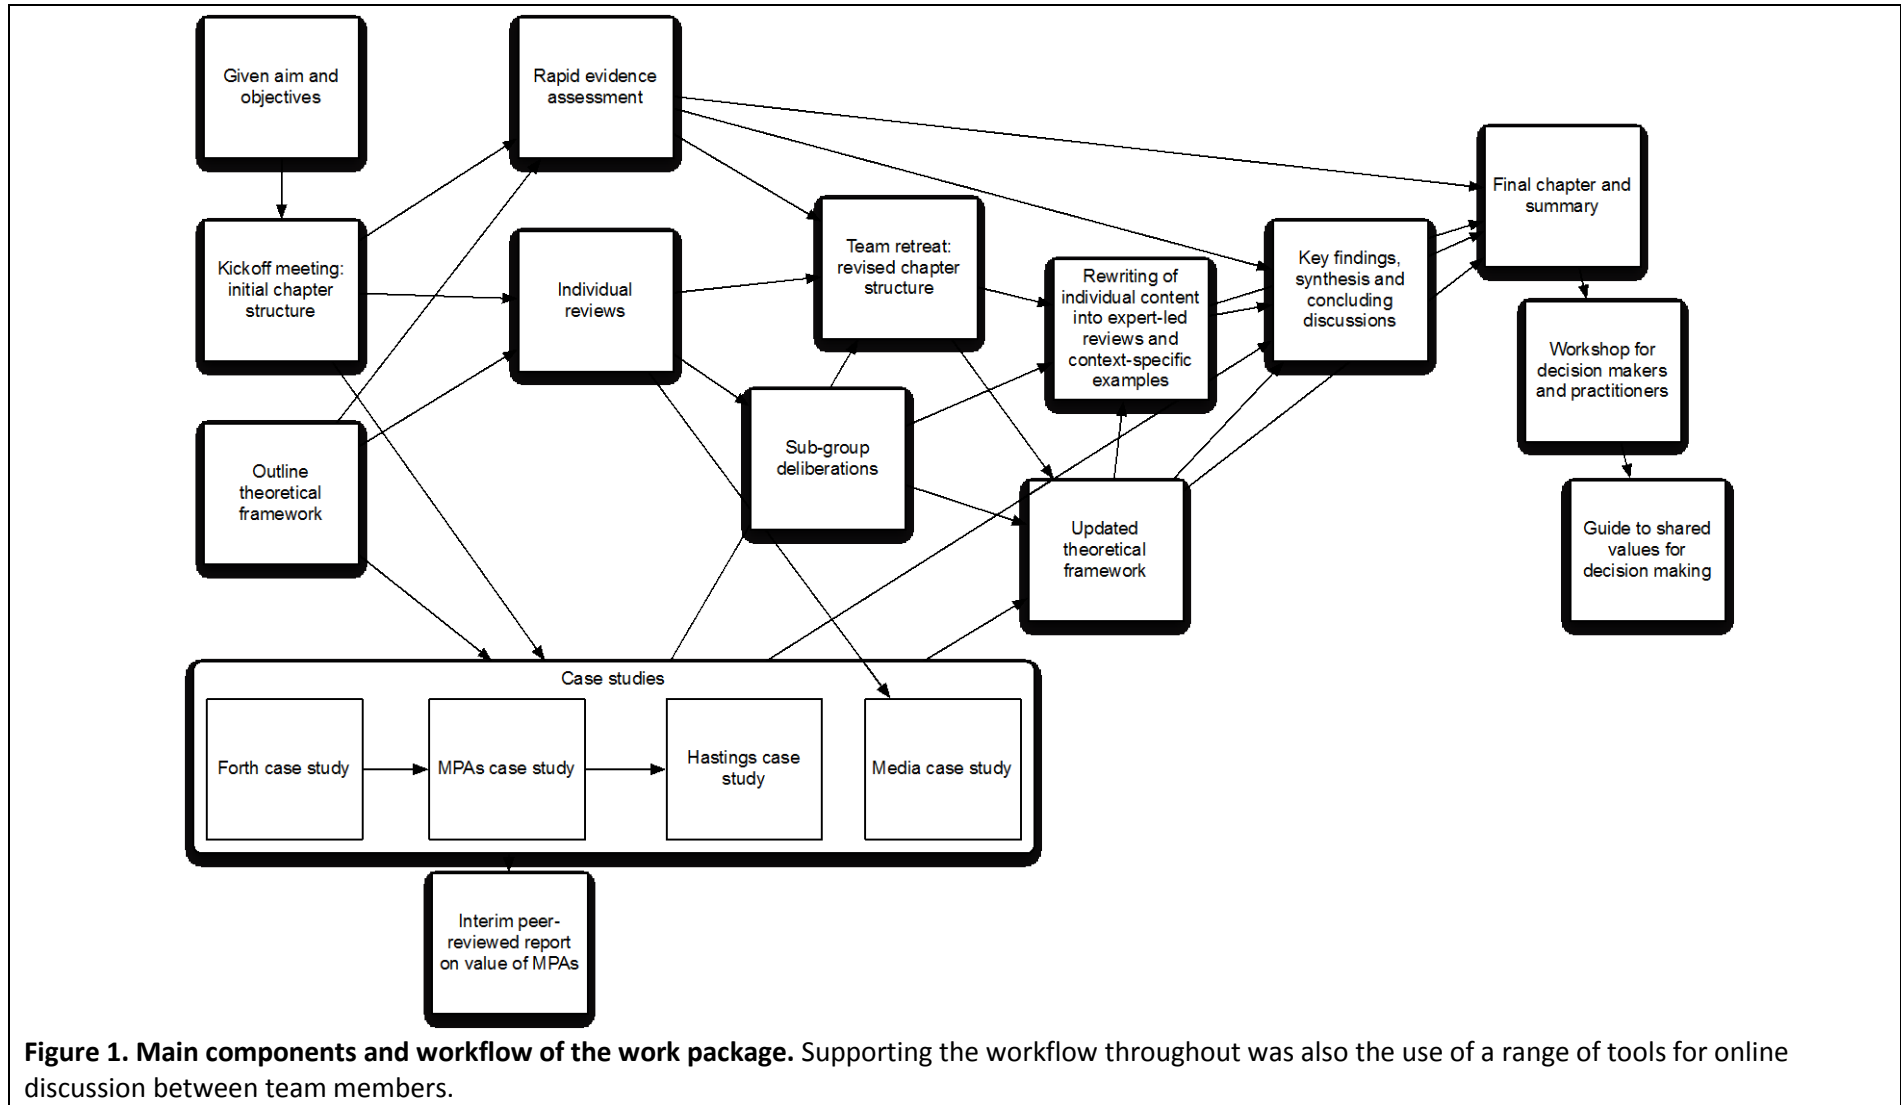 Given aim and
objectives
Rapid evidence
assessment
Final chapter and
summary
Kickoff meeting:
initial chapter
structure
Individual
reviews
Team retreat:
revised chapter
structure
Rewriting of
individual content
into expert-led
reviews and
context-specific
examples
Key findings,
synthesis and
concluding
discussions
Workshop for
decision makers
and practitioners
Outline
theoretical
framework
Sub-group
deliberations
Updated
theoretical
framework
Guide to shared
values for
decision making
Case studies
Forth case study
MPAs case study
Hastings case
study
Media case study
Interim peer-
reviewed report
on value of MPAs
Figure 1. Main components and workflow of the work package. Supporting the workflow throughout was also the use of a range of tools for online
discussion between team members.